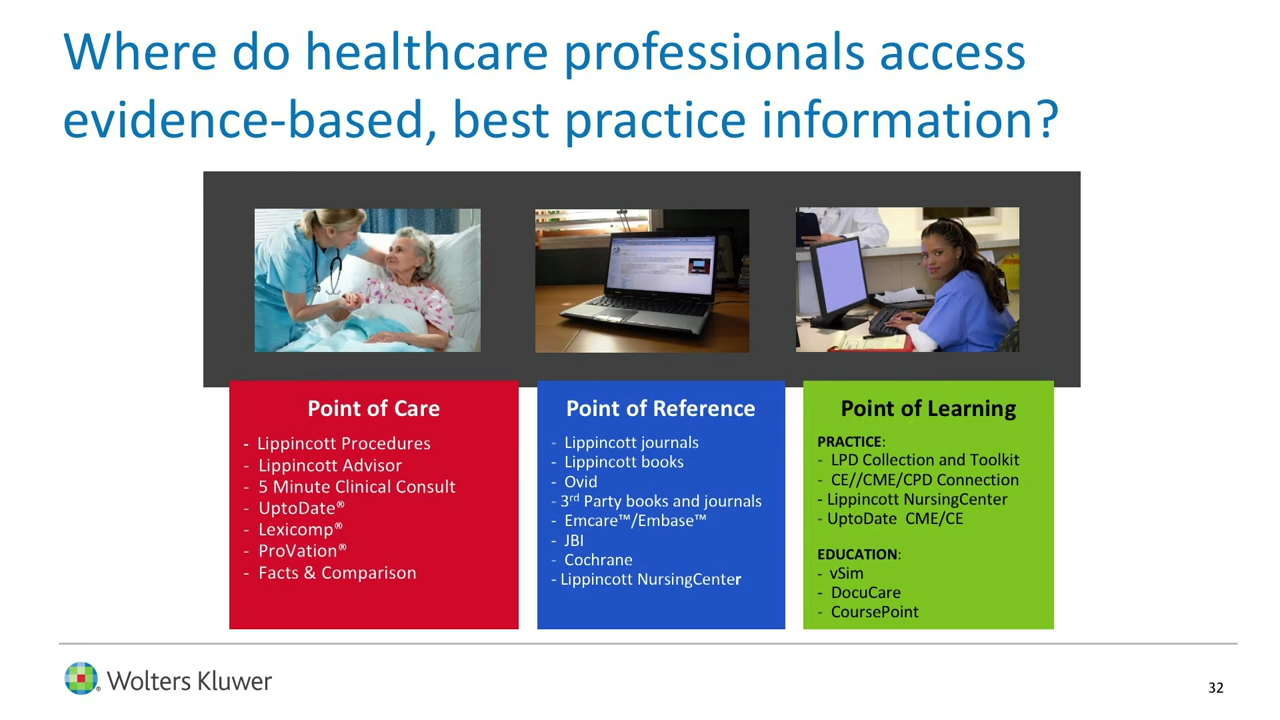 Where do healthcare professionals access
evidence-based, best practice information?
Point of Care
- Lippincott Procedures
- Lippincott Advisor
- 5 Minute Clinical Consult
- UptoDate®
- Lexicomp®
- ProVation®
- Facts & Comparison
Point of Reference
- Lippincott journals
- Lippincott books
- Ovid
- 3rd Party books and journals
- Emcare™/Embase™
- JBI
- Cochrane
- Lippincott NursingCenter
Point of Learning
PRACTICE:
- LPD Collection and Toolkit
- CE//CME/CPD Connection
- Lippincott NursingCenter
- UptoDate CME/CE
EDUCATION:
- vSim
- DocuCare
- CoursePoint
Wolters Kluwer
32